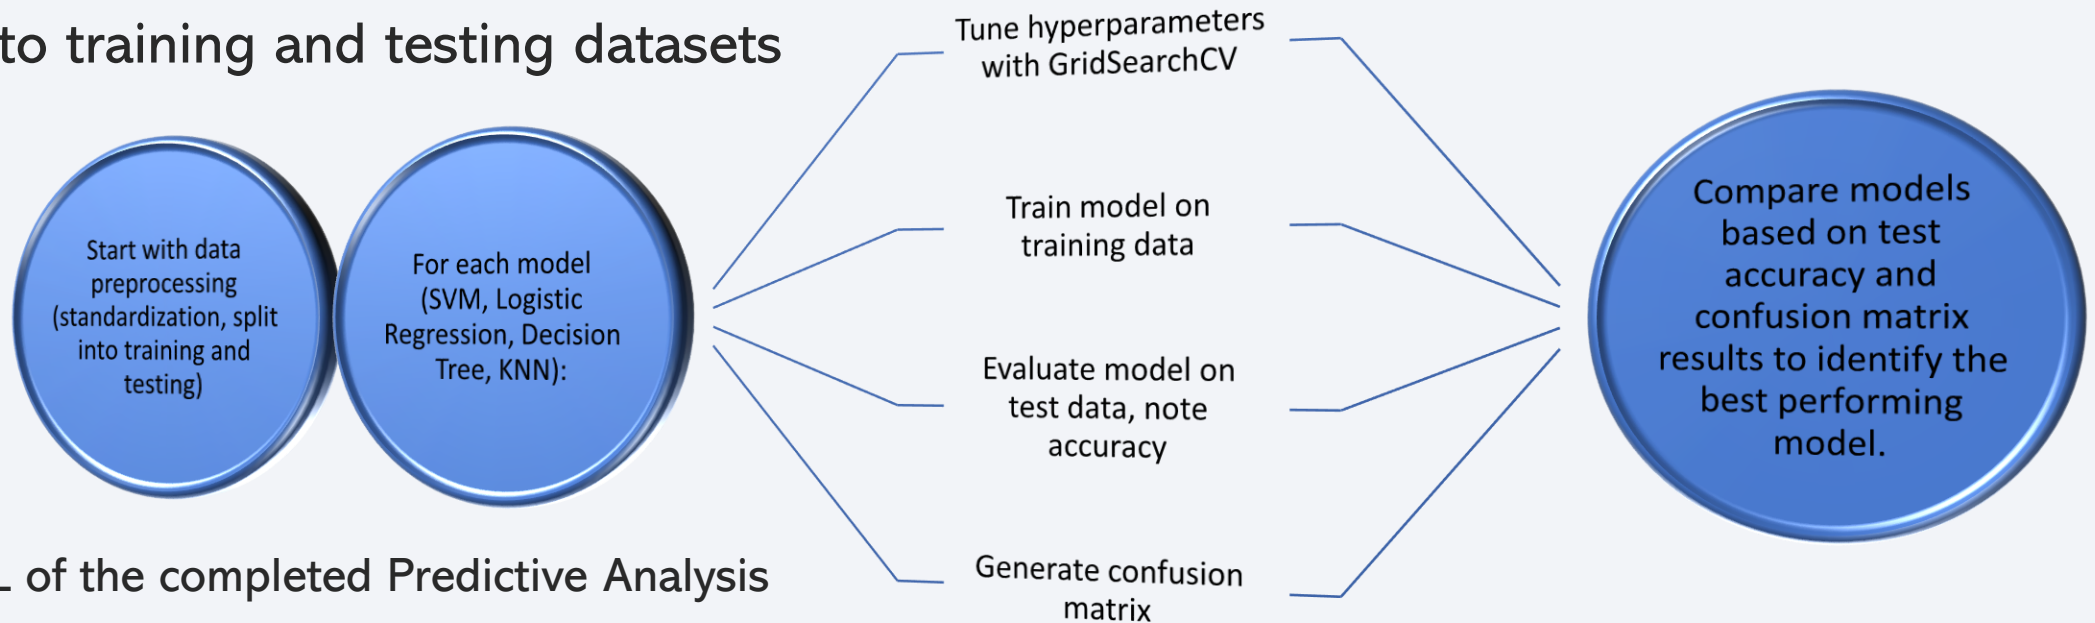 to training and testing datasets
Start with data
preprocessing
(standardization, split
into training and
testing)
For each model
(SVM, Logistic
Regression, Decision
Tree, KNN):
Tune hyperparameters
with GridSearchCV
Train model on
training data
Evaluate model on
test data, note
accuracy
Generate confusion
matrix
Compare models
based on test
accuracy and
confusion matrix
results to identify the
best performing
model.
of the completed Predictive Analysis